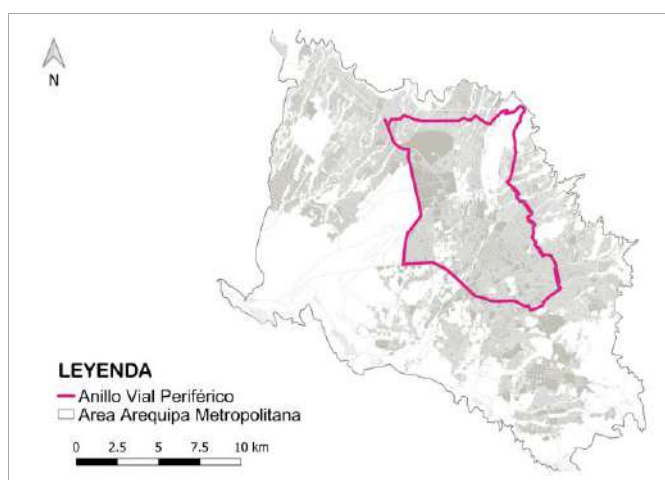 N
LEYENDA
Anillo Vial Periférico
Area Arequipa Metropolitana
0 2.5 5 7.5 10 km